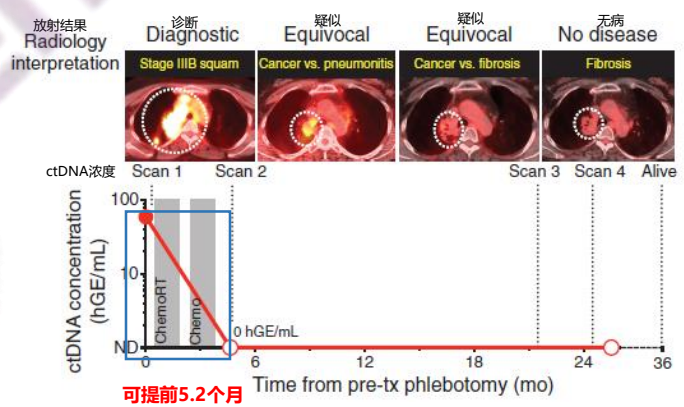 放射结果
诊断
疑似
疑似
无病
Radiology
interpretation
Diagnostic
Equivocal
Equivocal
No disease
Stage IIIB squam
Cancer vs. pneumonitis
Cancer vs. fibrosis
Fibrosis
ctDNA浓度
Scan 1
Scan 2
Scan 3
Scan 4
Alive
ctDNA concentration
(hGE/mL)
100
10
ND
ChemoRT
Chemo
0 hGE/mL
0
6
12
18
24
36
Time from pre-tx phlebotomy (mo)
可提前5.2个月